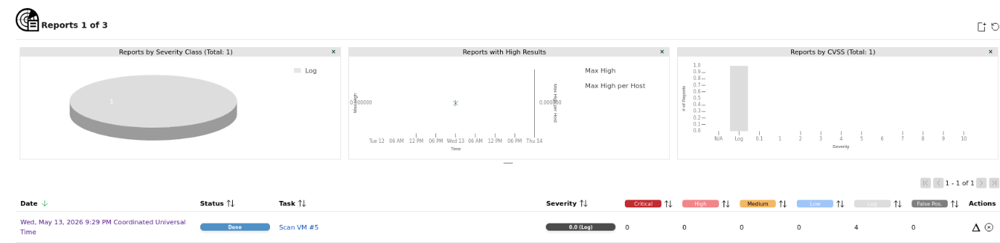 Reports 1 of 3
Reports by Severity Class (Total: 1)
×
Log
1
Reports with High Results
×
Max High
Max High per Host
Max High
0.000000
0.000000
Max High per Host
Tue 12 06 AM 12 PM 06 PM Wed 13 06 AM 12 PM 06 PM Thu 14
Time
Reports by CVSS (Total: 1)
×
# of Reports
1.0
0.9
0.8
0.7
0.6
0.5
0.4
0.3
0.2
0.1
0.0
N/A Log 0.1 1 2 3 4 5 6 7 8 9 10
Severity
1 - 1 of 1
Date Status Task Severity Critical High Medium Low Log False Pos. Actions
Wed, May 13, 2026 9:29 PM Coordinated Universal
Time
Done Scan VM #5 0.0 (Log) 0 0 0 0 4 0